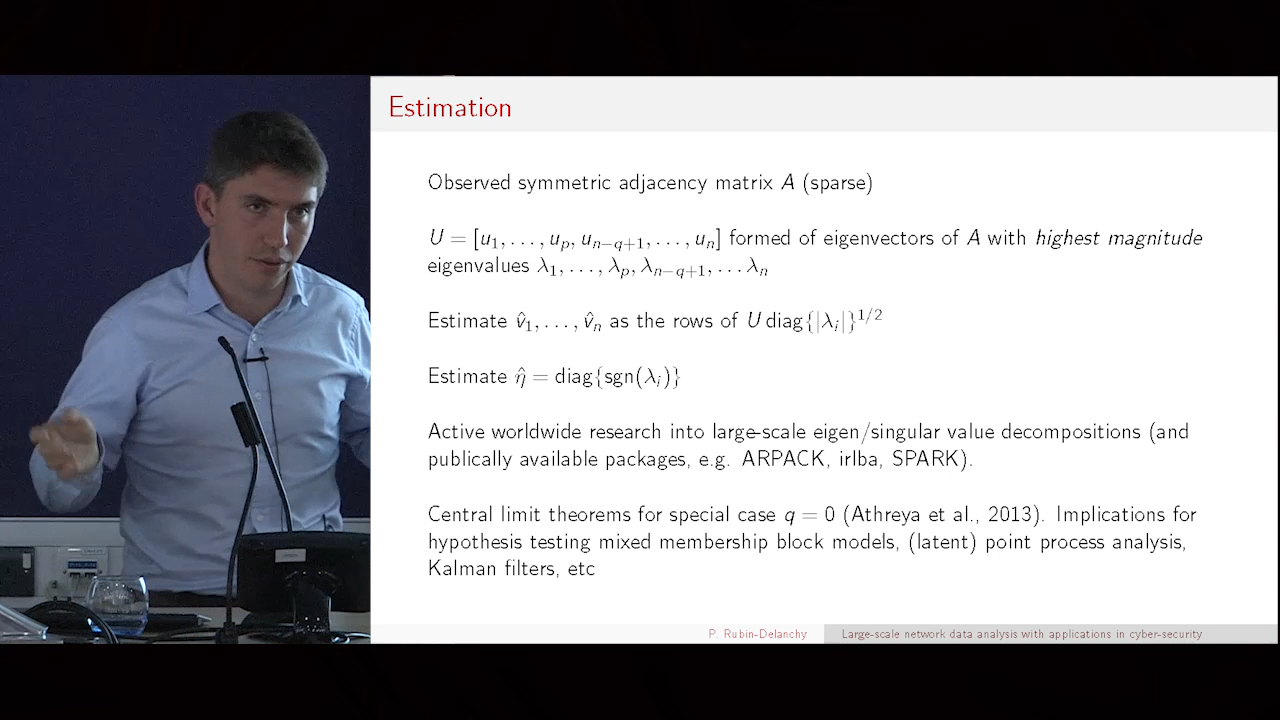 Estimation
Observed symmetric adjacency matrix A (sparse)
U = [u₁, . . . , uₚ, uₙ₋q₊₁, . . . , uₙ] formed of eigenvectors of A with highest magnitude
eigenvalues λ₁, . . . , λₚ, λₙ₋q₊₁, . . . λₙ
Estimate v̂₁, . . . , v̂ₙ as the rows of U diag{|λᵢ|}¹/²
Estimate η̂ = diag{sgn(λᵢ)}
Active worldwide research into large-scale eigen/singular value decompositions (and
publically available packages, e.g. ARPACK, irlba, SPARK).
Central limit theorems for special case q = 0 (Athreya et al., 2013). Implications for
hypothesis testing mixed membership block models, (latent) point process analysis,
Kalman filters, etc
P. Rubin-Delanchy
Large-scale network data analysis with applications in cyber-security